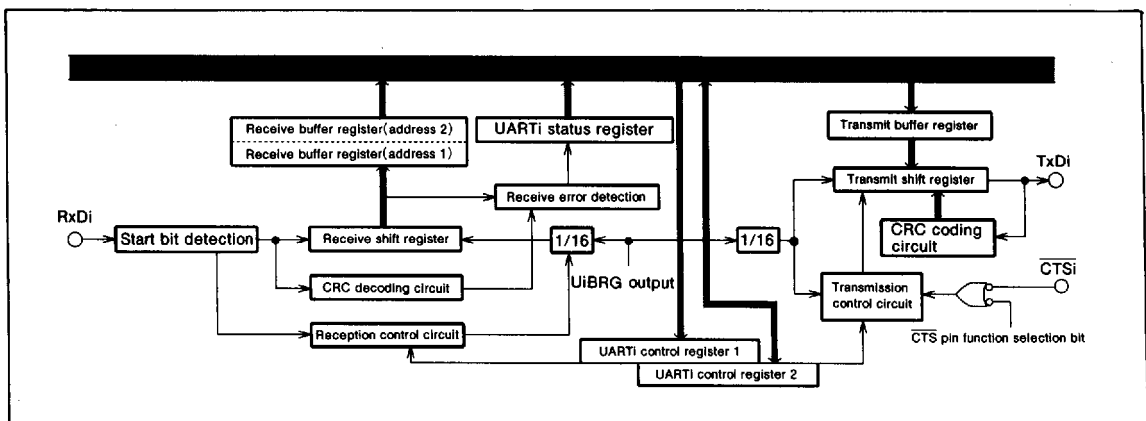 Receive buffer register(address 2)
Receive buffer register(address 1)
UARTi status register
Transmit buffer register
TxDi
Transmit shift register
Receive error detection
RxDi
Start bit detection
Receive shift register
1/16
1/16
CRC coding
circuit
UiBRG output
CRC decoding circuit
Transmission
control circuit
CTSi
Reception control circuit
CTS pin function selection bit
UARTi control register 1
UARTi control register 2